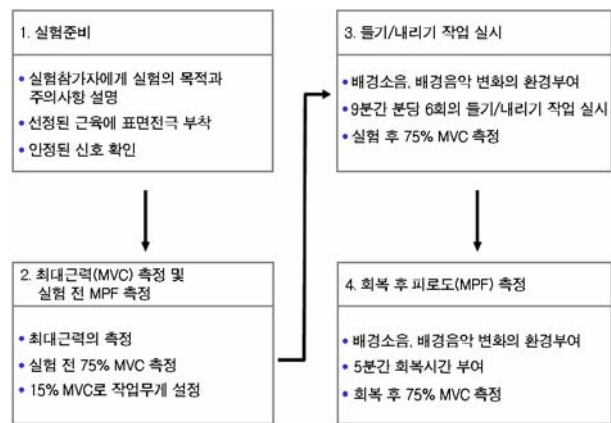 1. 실험준비
• 실험참가자에게 실험의 목적과
주의사항 설명
• 선정된 근육에 표면전극 부착
• 안정된 신호 확인
2. 최대근력(MVC) 측정 및
실험 전 MPF 측정
• 최대근력의 측정
• 실험 전 75% MVC 측정
• 15% MVC로 작업무게 설정
3. 들기/내리기 작업 실시
• 배경소음, 배경음악 변화의 환경부여
• 9분간 분당 6회의 들기/내리기 작업 실시
• 실험 후 75% MVC 측정
4. 회복 후 피로도(MPF) 측정
• 배경소음, 배경음악 변화의 환경부여
• 5분간 회복시간 부여
• 회복 후 75% MVC 측정